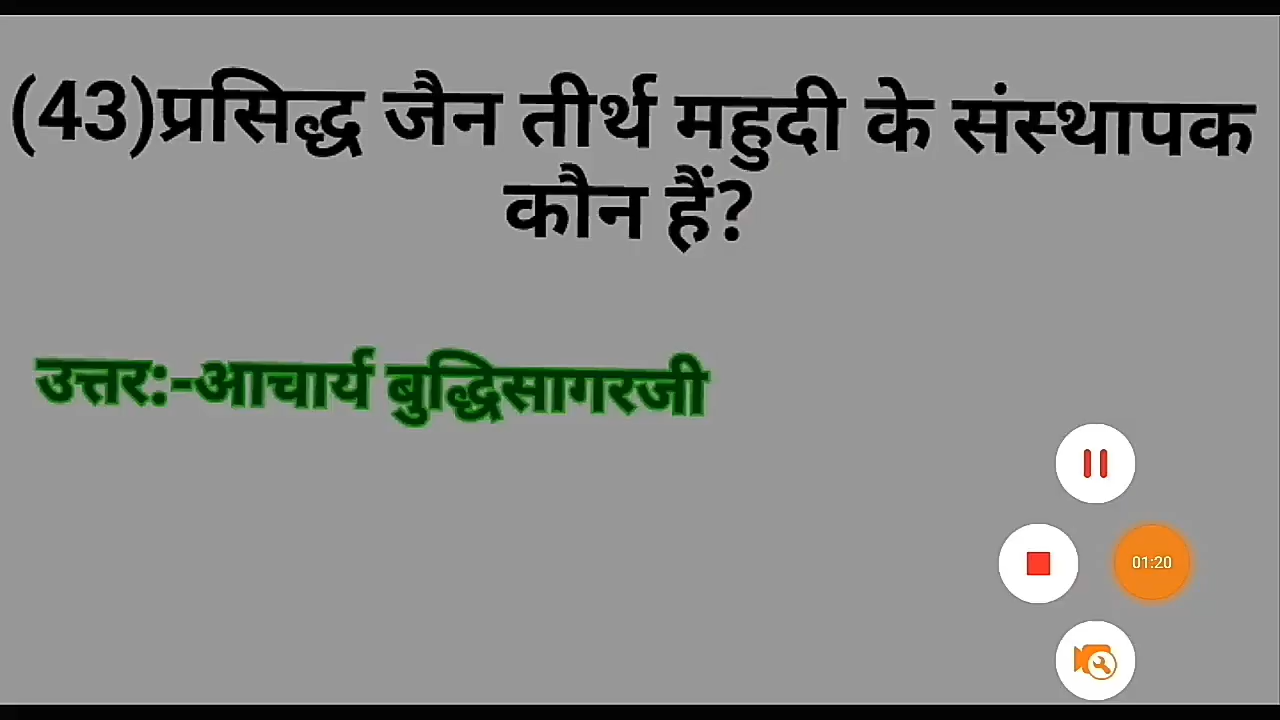 (43)प्रसिद्ध जैन तीर्थ महुदी के संस्थापक
कौन हैं?
उत्तर:-आचार्य बुद्धिसागरजी
01:20